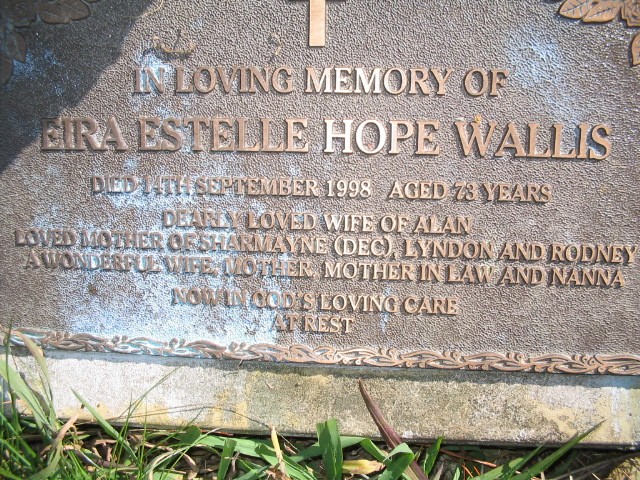 IN LOVING MEMORY OF
EIRA ESTELLE HOPE WALLIS
DIED 14TH SEPTEMBER 1998 AGED 73 YEARS
DEARLY LOVED WIFE OF ALAN
LOVED MOTHER OF SHARMAYNE (DEC), LYNDON AND RODNEY
A WONDERFUL WIFE, MOTHER, MOTHER IN LAW AND NANNA
NOW IN GOD'S LOVING CARE
AT REST